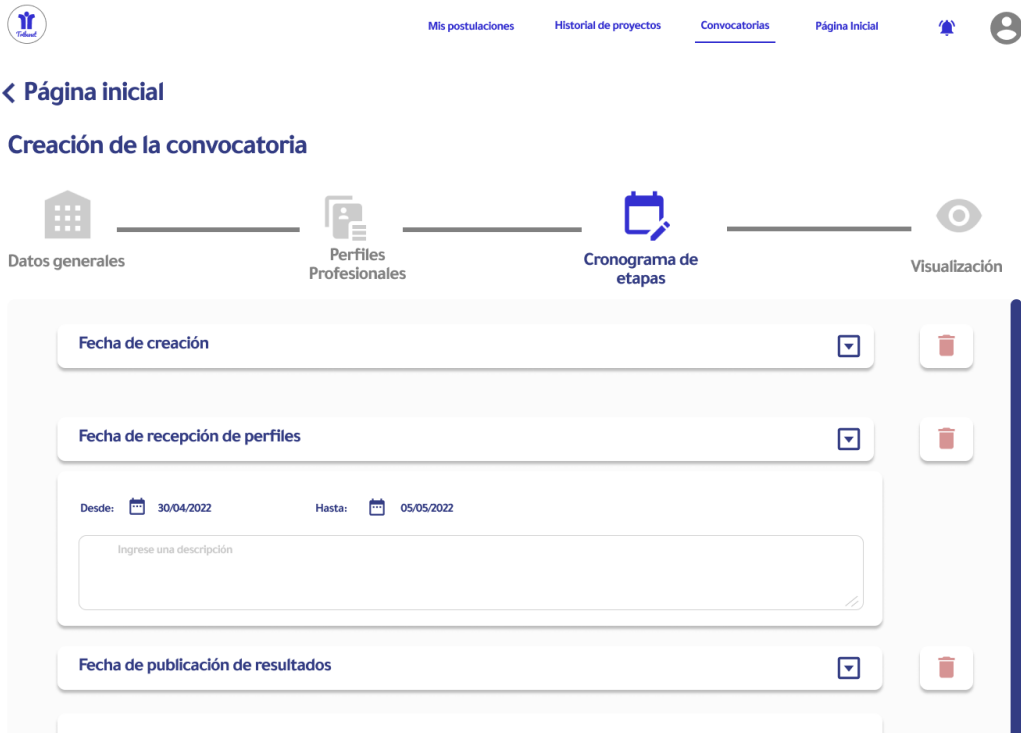 Tribunal
Mis postulaciones
Historial de proyectos
Convocatorias
Página Inicial
Página inicial
Creación de la convocatoria
Datos generales
Perfiles
Profesionales
Cronograma de
etapas
Visualización
Fecha de creación
Fecha de recepción de perfiles
Desde: 30/04/2022 Hasta: 05/05/2022
Ingrese una descripción
Fecha de publicación de resultados